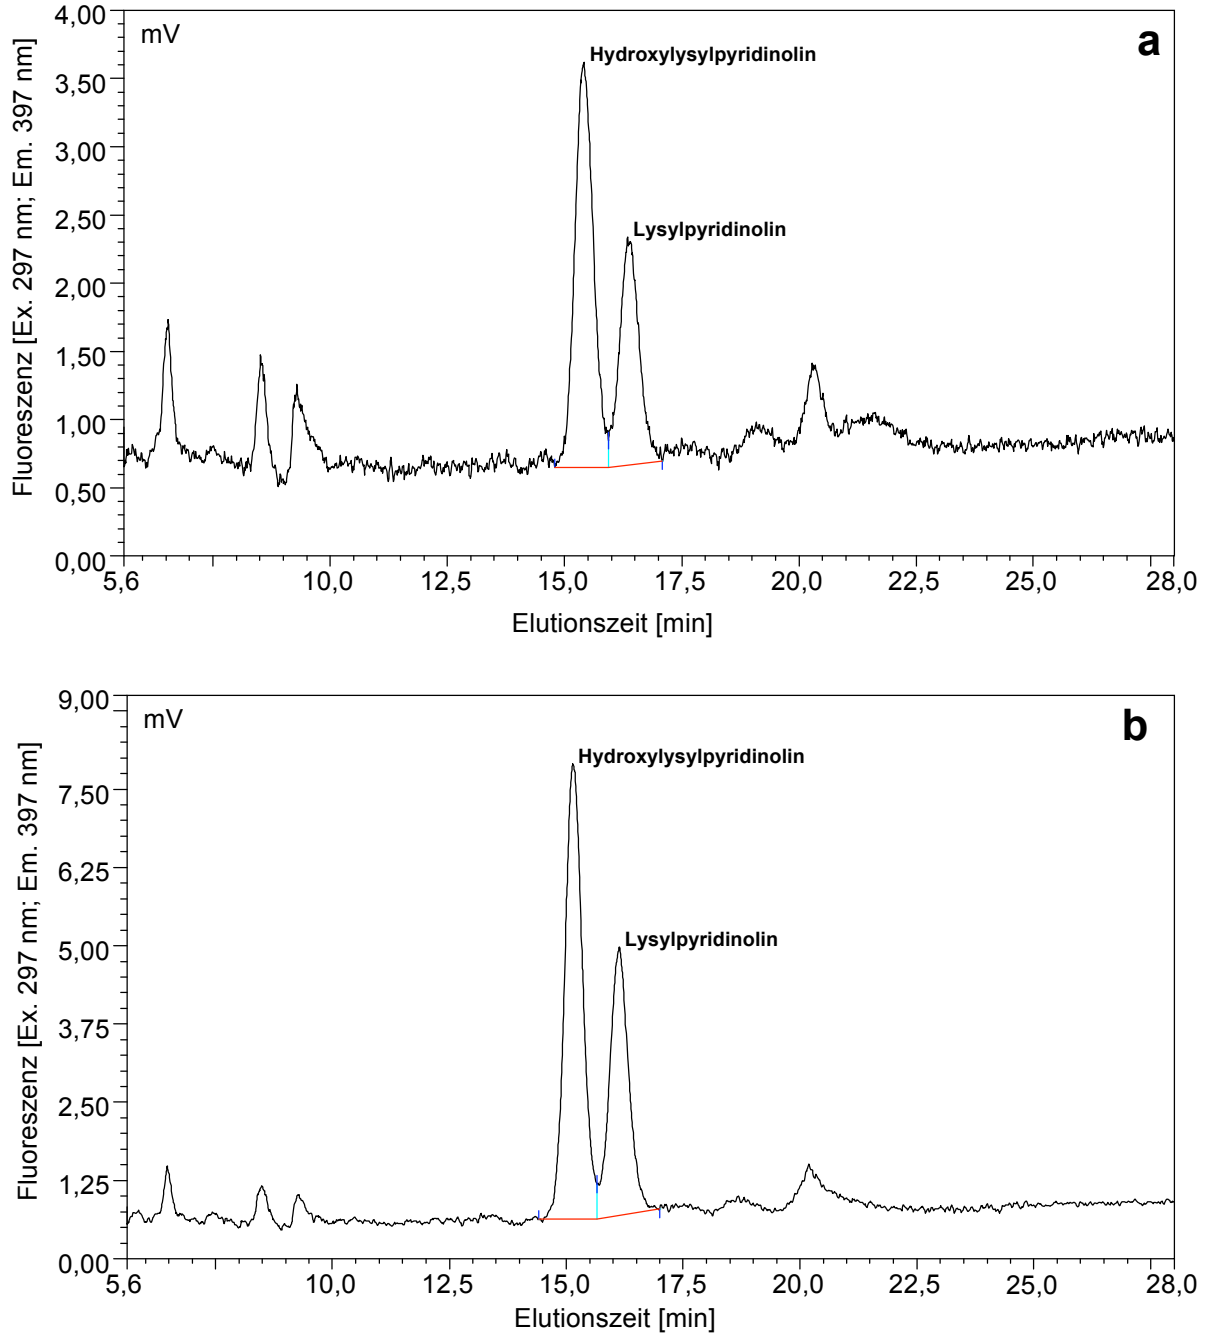 4,00
mV
a
Hydroxylysylpyridinolin
3,50
3,00
2,50
Lysylpyridinolin
2,00
1,50
1,00
0,50
0,00
Fluoreszenz [Ex. 297 nm; Em. 397 nm]
5,6 10,0 12,5 15,0 17,5 20,0 22,5 25,0 28,0
Elutionszeit [min]
9,00
mV
b
Hydroxylysylpyridinolin
7,50
6,25
5,00
Lysylpyridinolin
3,75
2,50
1,25
0,00
Fluoreszenz [Ex. 297 nm; Em. 397 nm]
5,6 10,0 12,5 15,0 17,5 20,0 22,5 25,0 28,0
Elutionszeit [min]